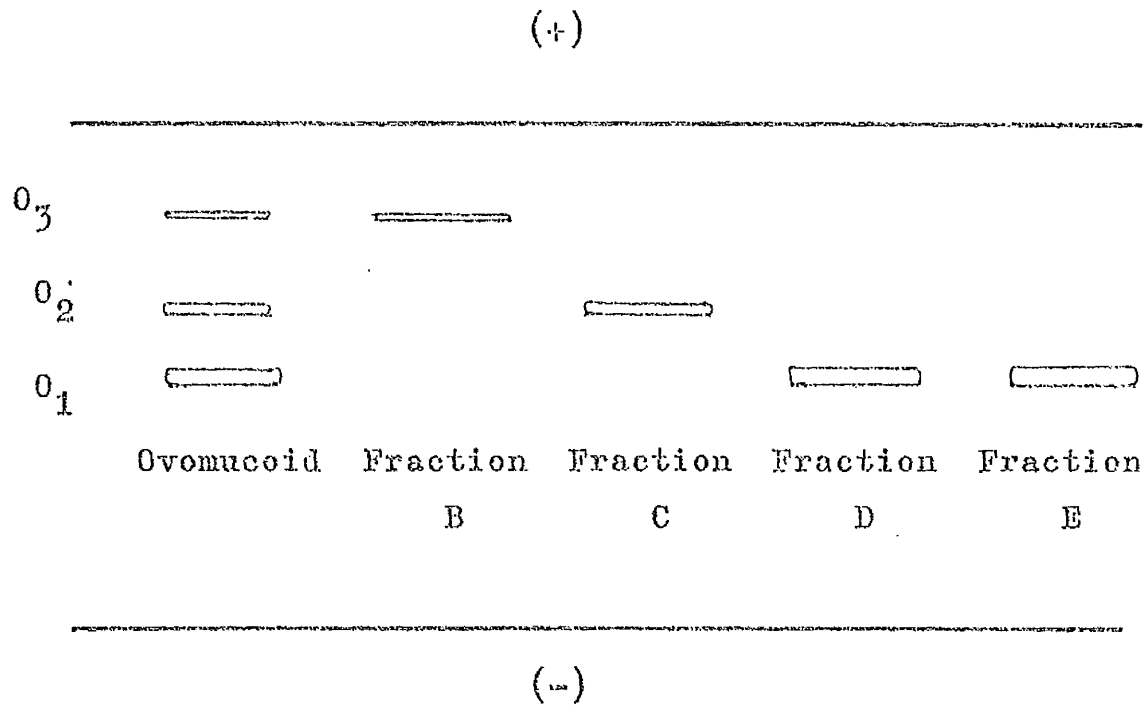 (+)
O3
O2
O1
Ovomucoid Fraction Fraction Fraction Fraction
B C D E
(-)